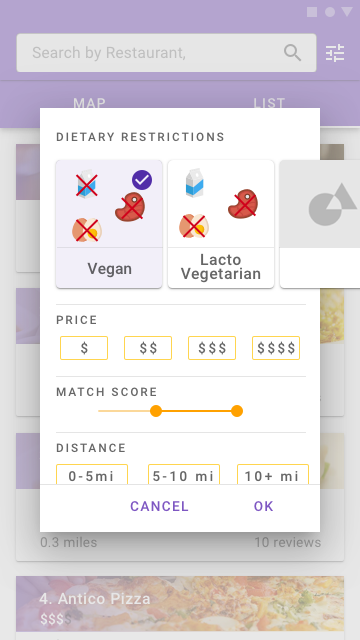 Search by Restaurant,
MAP
LIST
DIETARY RESTRICTIONS
Vegan
Lacto
Vegetarian
PRICE
$
$$
$$$
$$$$
MATCH SCORE
DISTANCE
0-5mi
5-10 mi
10+ mi
CANCEL
OK
0.3 miles
10 reviews
4. Antico Pizza
$$$$